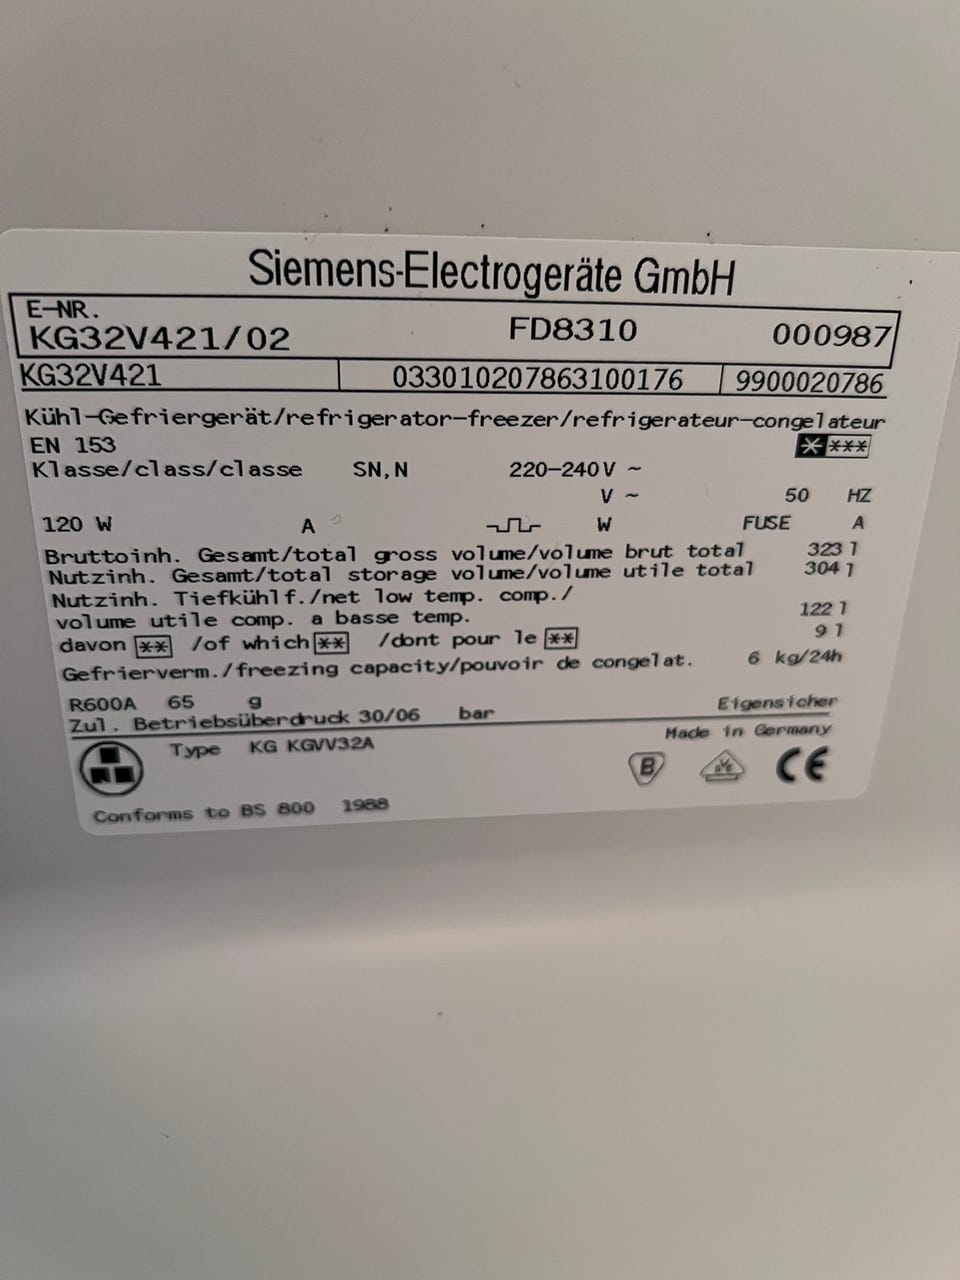 Siemens-Electrogeräte GmbH
E-NR.
KG32V421/02 FD8310 000987
KG32V421 033010207863100176 9900020786
Kühl-Gefriergerät/refrigerator-freezer/refrigerateur-congelateur
EN 153 * ***
Klasse/class/classe SN,N 220-240V ~
V ~ 50 HZ
120 W A W FUSE A
Bruttoinh. Gesamt/total gross volume/volume brut total 323 l
Nutzinh. Gesamt/total storage volume/volume utile total 304 l
Nutzinh. Tiefkühlf./net low temp. comp./
volume utile comp. a basse temp. 122 l
davon ** /of which ** /dont pour le ** 9 l
Gefrierverm./freezing capacity/pouvoir de congelat. 6 kg/24h
R600A 65 g Eigensicher
Zul. Betriebsüberdruck 30/06 bar
Made in Germany
Type KG KGVV32A
B OVE CE
Conforms to BS 800 1988